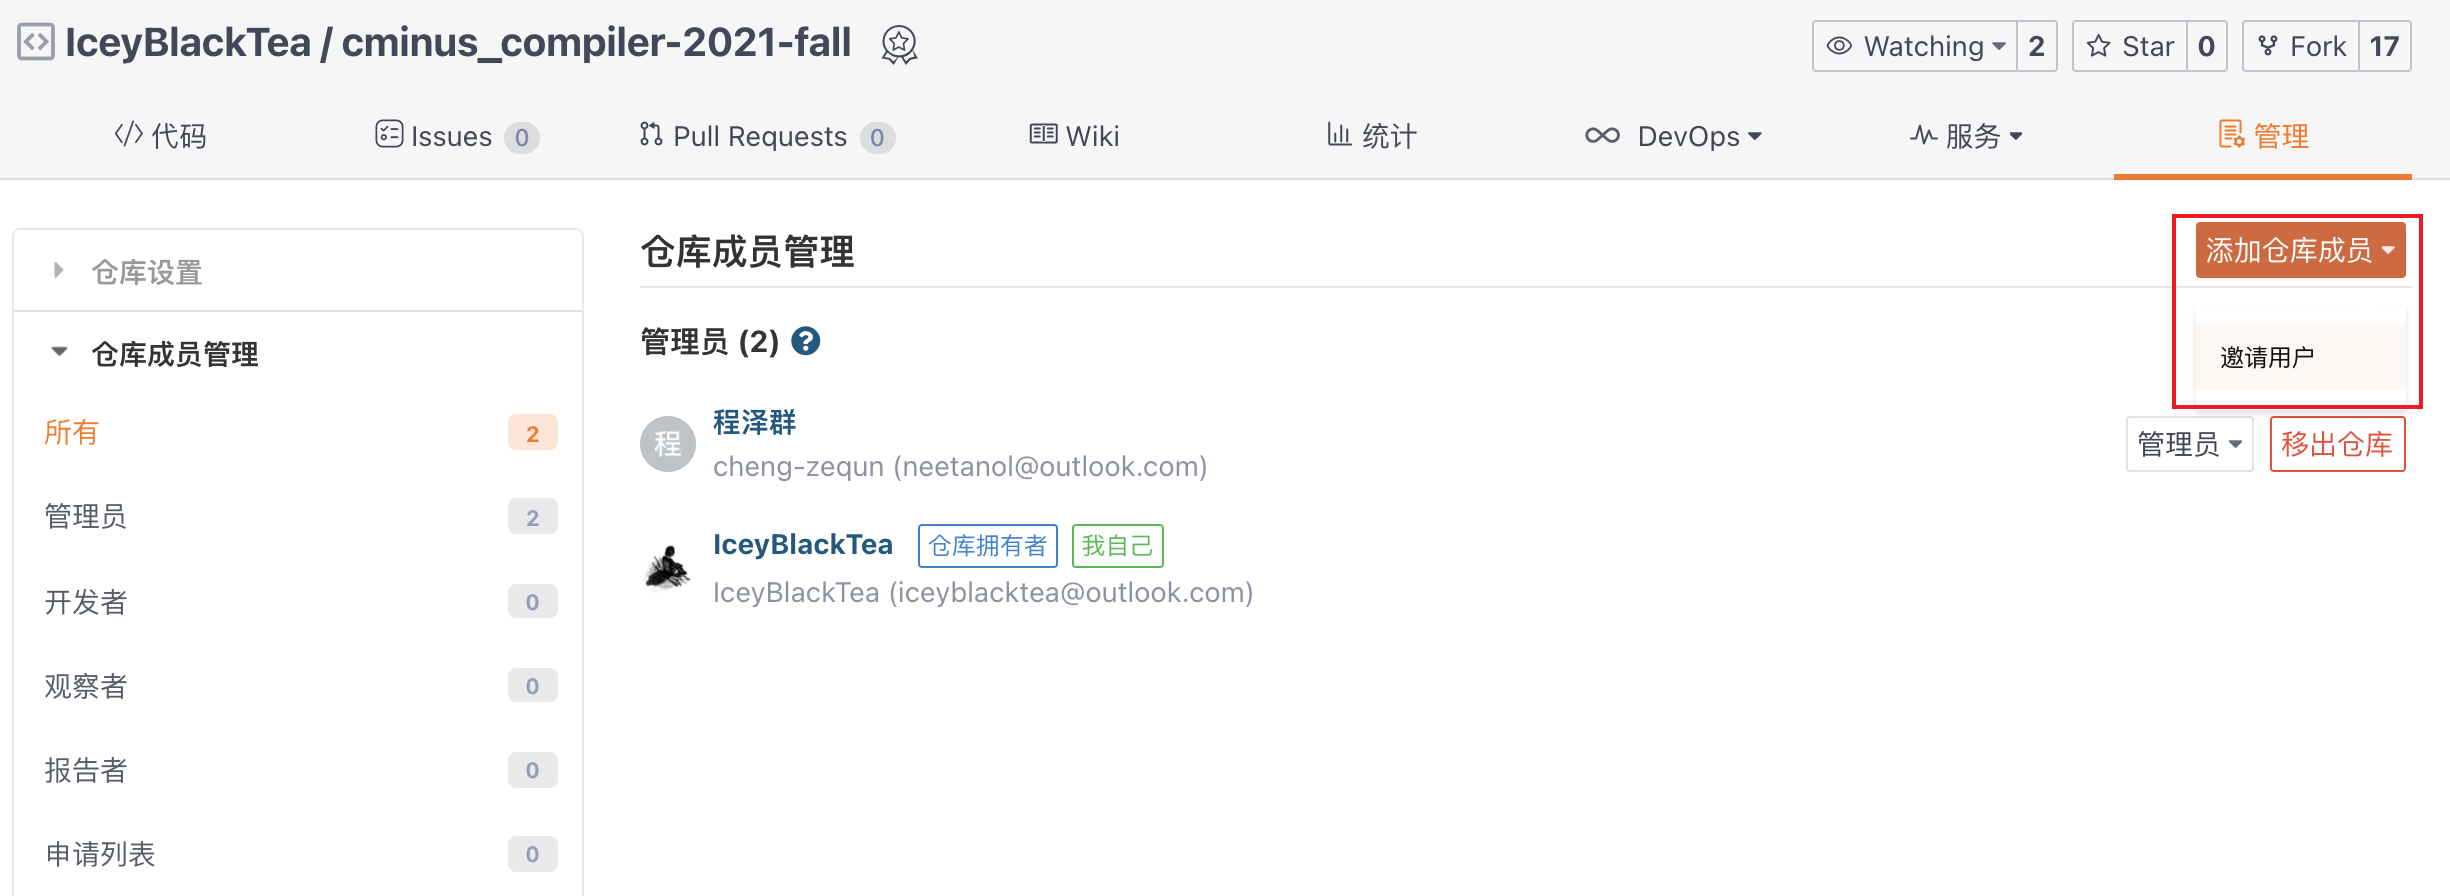 IceyBlackTea / cminus_compiler-2021-fall
Watching 2 Star 0 Fork 17
代码 Issues 0 Pull Requests 0 Wiki 统计 DevOps 服务 管理
仓库设置
仓库成员管理
所有 2
管理员 2
开发者 0
观察者 0
报告者 0
申请列表 0
仓库成员管理
添加仓库成员
邀请用户
管理员 (2) ?
程
程泽群
cheng-zequn (neetanol@outlook.com)
管理员 移出仓库
IceyBlackTea 仓库拥有者 我自己
IceyBlackTea (iceyblacktea@outlook.com)